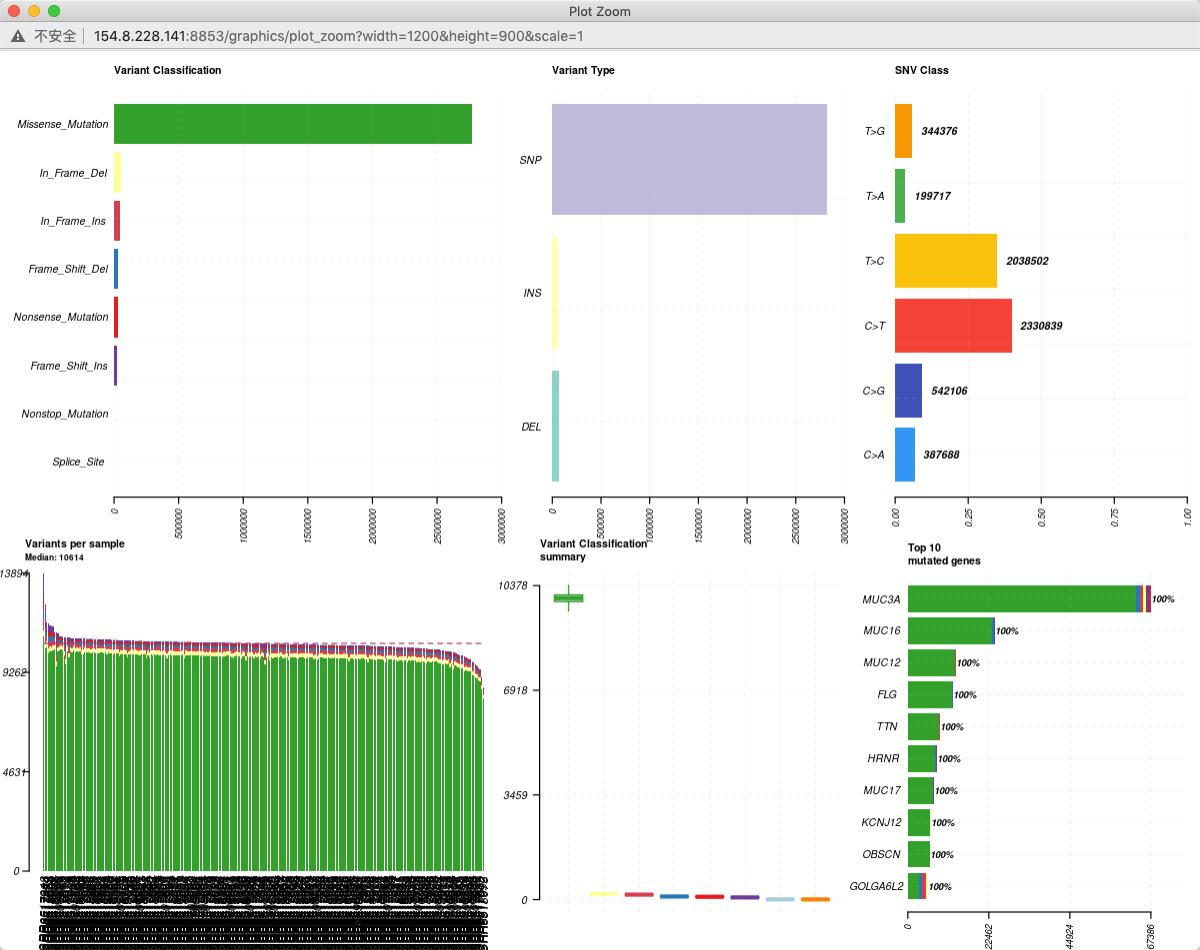 Plot Zoom
不安全 154.8.228.141:8853/graphics/plot_zoom?width=1200&height=900&scale=1
Variant Classification
Missense_Mutation
In_Frame_Del
In_Frame_Ins
Frame_Shift_Del
Nonsense_Mutation
Frame_Shift_Ins
Nonstop_Mutation
Splice_Site
0 500000 1000000 1500000 2000000 2500000 3000000
Variant Type
SNP
INS
DEL
0 500000 1000000 1500000 2000000 2500000 3000000
SNV Class
T>G 344376
T>A 199717
T>C 2038502
C>T 2330839
C>G 542106
C>A 387688
0.00 0.25 0.50 0.75 1.00
Variants per sample
Median: 10614
13894
9262
4631
0
Variant Classification
summary
10378
6918
3459
0
Top 10
mutated genes
MUC3A 100%
MUC16 100%
MUC12 100%
FLG 100%
TTN 100%
HRNR 100%
MUC17 100%
KCNJ12 100%
OBSCN 100%
GOLGA6L2 100%
0 22462 44924 67386